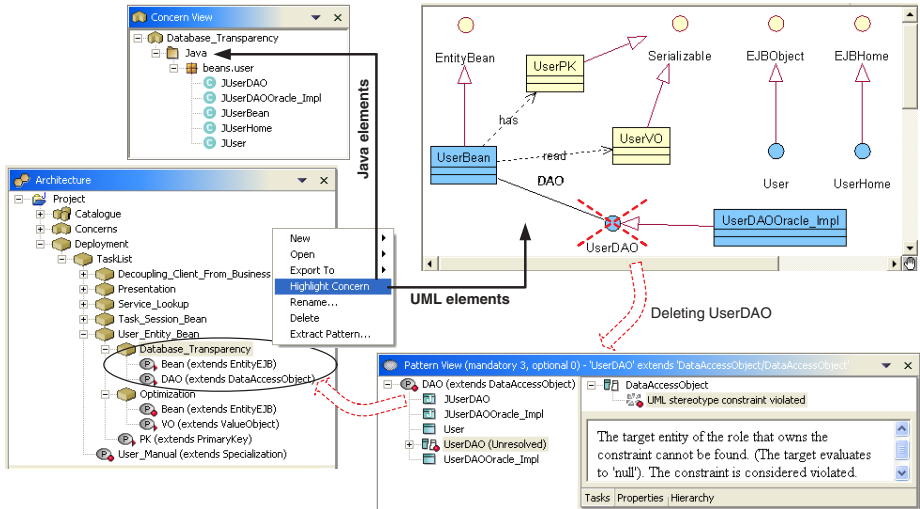 Concern View
Database_Transparency
Java
beans.user
JUserDAO
JUserDAOOracle_Impl
JUserBean
JUserHome
JUser
Java elements
EntityBean
UserPK
Serializable
EJBObject
EJBHome
has
UserVO
UserBean
read
DAO
User
UserHome
UserDAOOracle_Impl
UserDAO
Architecture
Project
Catalogue
Concerns
Deployment
TaskList
Decoupling_Client_From_Business
Presentation
Service_Lookup
Task_Session_Bean
User_Entity_Bean
Database_Transparency
Bean (extends EntityEJB)
DAO (extends DataAccessObject)
Optimization
Bean (extends EntityEJB)
VO (extends ValueObject)
PK (extends PrimaryKey)
User_Manual (extends Specialization)
New
Open
Export To
Highlight Concern
Rename...
Delete
Extract Pattern...
UML elements
Deleting UserDAO
Pattern View (mandatory 3, optional 0) - 'UserDAO' extends 'DataAccessObject/DataAccessObject'
DAO (extends DataAccessObject)
JUserDAO
JUserDAOOracle_Impl
User
UserDAO (Unresolved)
UserDAOOracle_Impl
DataAccessObject
UML stereotype constraint violated
The target entity of the role that owns the
constraint cannot be found. (The target evaluates
to 'null'). The constraint is considered violated.
Tasks Properties Hierarchy